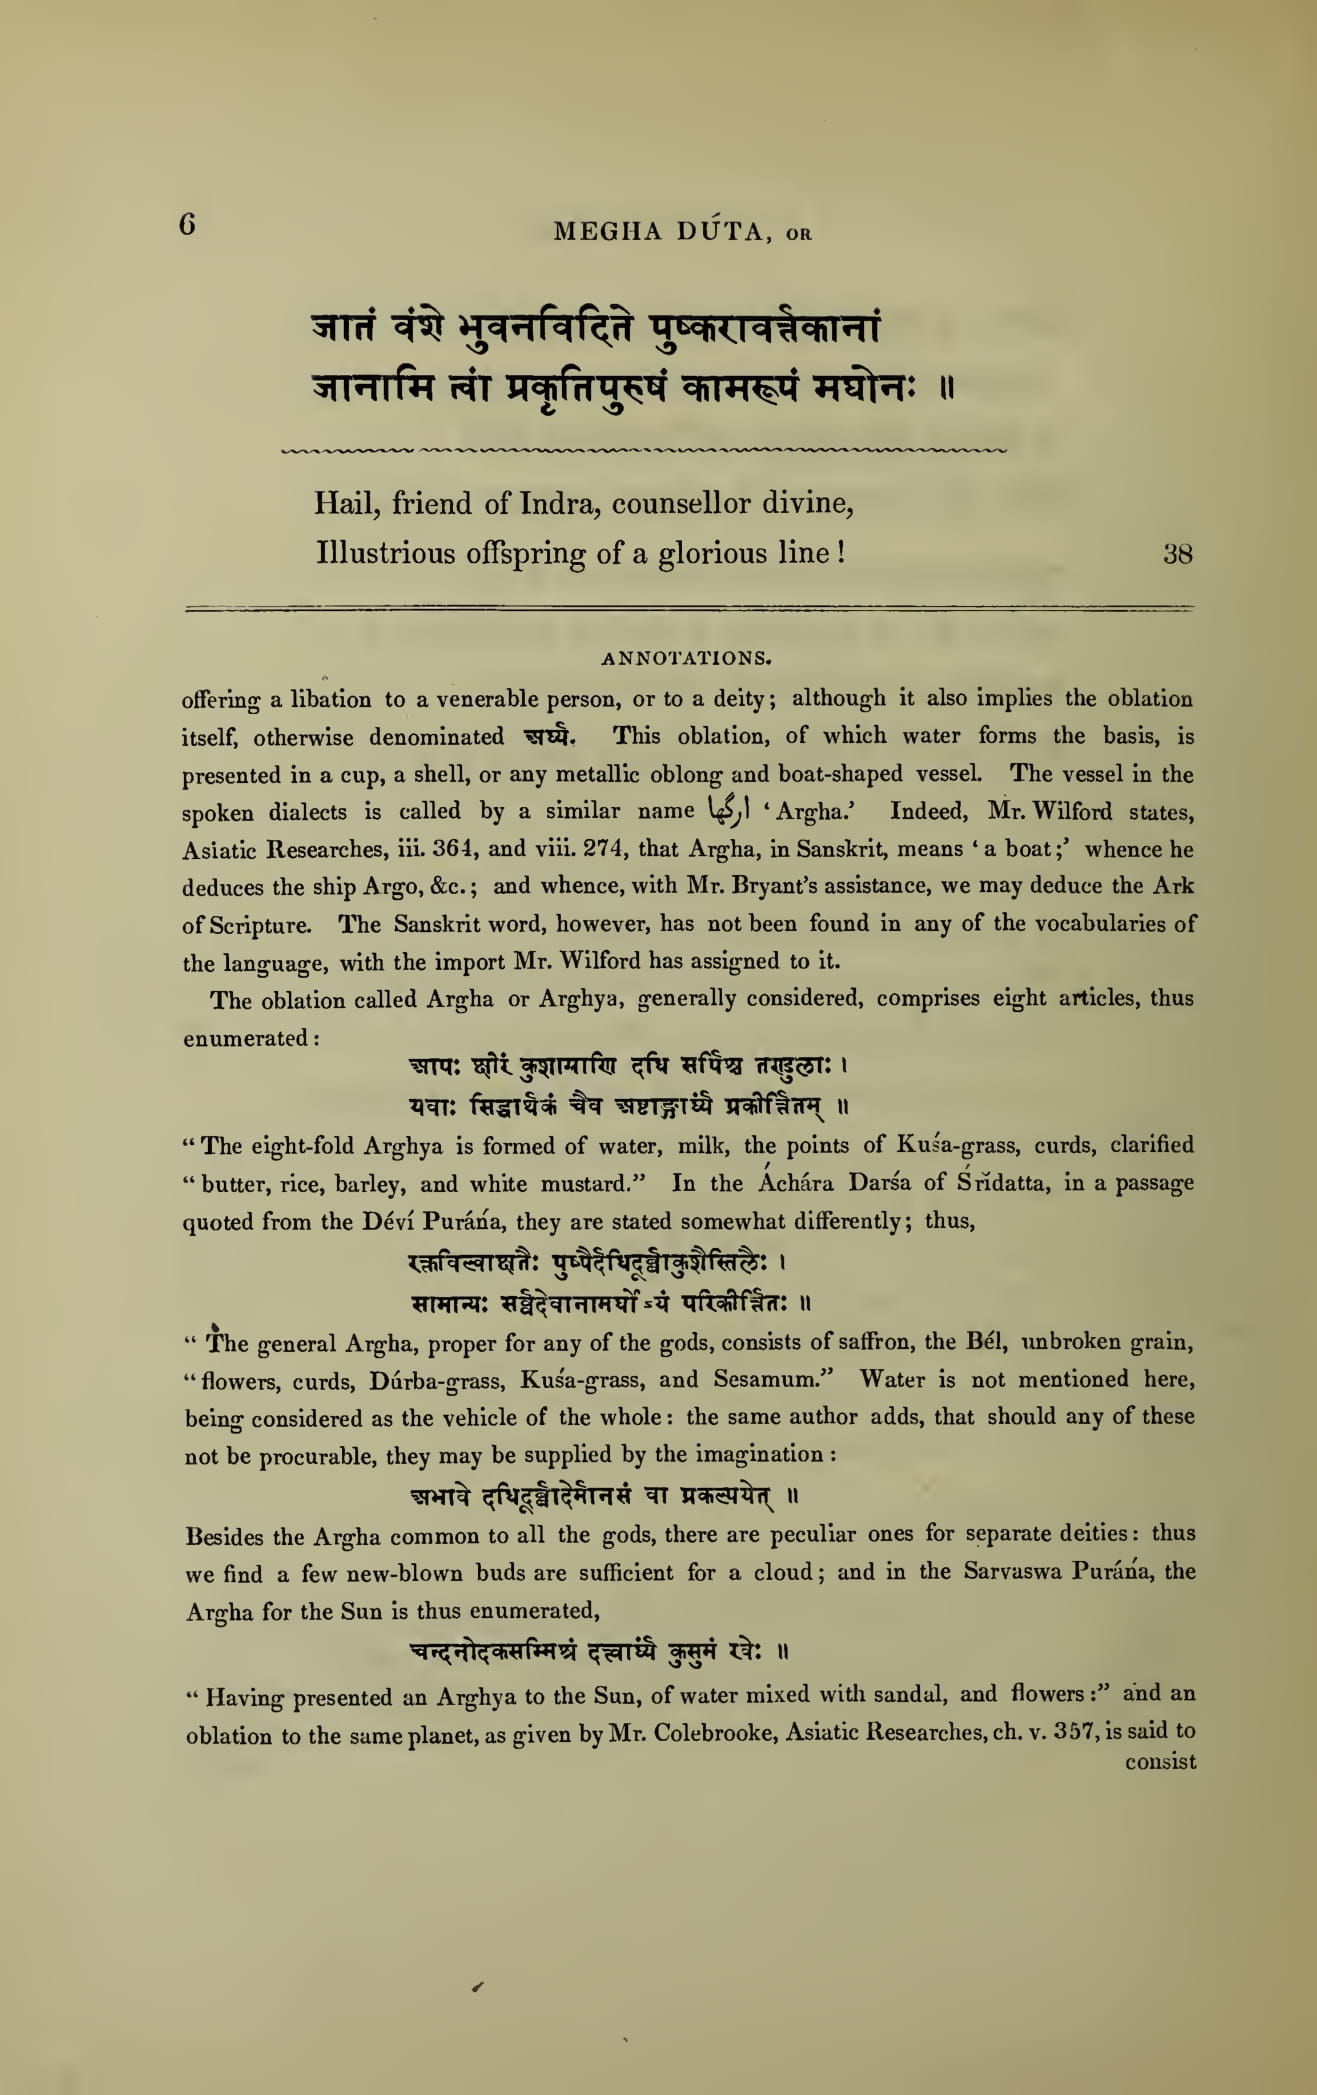 6
MEGHA DÚTA, OR
जातं वंशे भुवनविदिते पुष्करावर्त्तकानां
जानामि त्वां प्रकृतिपुरुषं कामरूपं मघोनः ॥
Hail, friend of Indra, counsellor divine,
Illustrious offspring of a glorious line !
38
ANNOTATIONS.
offering a libation to a venerable person, or to a deity; although it also implies the oblation
itself, otherwise denominated अर्घ्यं. This oblation, of which water forms the basis, is
presented in a cup, a shell, or any metallic oblong and boat-shaped vessel. The vessel in the
spoken dialects is called by a similar name ارگها ‘Argha.’ Indeed, Mr. Wilford states,
Asiatic Researches, iii. 364, and viii. 274, that Argha, in Sanskrit, means ‘a boat;’ whence he
deduces the ship Argo, &c.; and whence, with Mr. Bryant’s assistance, we may deduce the Ark
of Scripture. The Sanskrit word, however, has not been found in any of the vocabularies of
the language, with the import Mr. Wilford has assigned to it.
The oblation called Argha or Arghya, generally considered, comprises eight articles, thus
enumerated :
आपः क्षीरं कुशाग्राणि दधि सर्पिश्च तण्डुलाः ।
यवाः सिद्धार्थकं चैव अष्टाङ्गार्घ्यं प्रकीर्त्तितम् ॥
“ The eight-fold Arghya is formed of water, milk, the points of Kuśa-grass, curds, clarified
“ butter, rice, barley, and white mustard.” In the Áchára Darśa of Śrĭdatta, in a passage
quoted from the Déví Puráńa, they are stated somewhat differently; thus,
रक्तविल्वाक्षतैः पुष्पैर्दधिदूर्व्वाकुशैस्तिलैः ।
सामान्यः सर्व्वदेवानामर्घोऽयं परिकीर्त्तितः ॥
“ The general Argha, proper for any of the gods, consists of saffron, the Bél, unbroken grain,
“ flowers, curds, Dúrba-grass, Kuśa-grass, and Sesamum.” Water is not mentioned here,
being considered as the vehicle of the whole: the same author adds, that should any of these
not be procurable, they may be supplied by the imagination :
अभावे दधिदूर्व्वादेर्मानसं वा प्रकल्पयेत् ॥
Besides the Argha common to all the gods, there are peculiar ones for separate deities: thus
we find a few new-blown buds are sufficient for a cloud; and in the Sarvaswa Puráńa, the
Argha for the Sun is thus enumerated,
चन्दनोदकसम्मिश्रं दत्त्वार्घ्यं कुसुमं रवेः ॥
“ Having presented an Arghya to the Sun, of water mixed with sandal, and flowers :” and an
oblation to the same planet, as given by Mr. Colebrooke, Asiatic Researches, ch. v. 357, is said to
consist